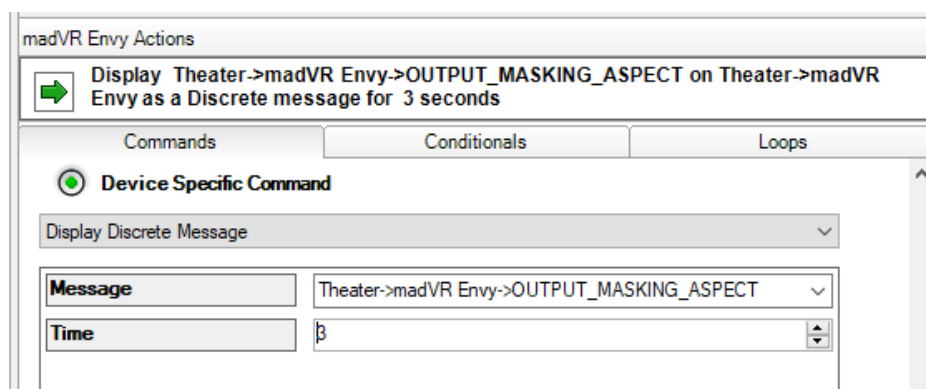 madVR Envy Actions
Display  Theater->madVR Envy->OUTPUT_MASKING_ASPECT on Theater->madVR
Envy as a Discrete message for  3 seconds
Commands
Conditionals
Loops
Device Specific Command
Display Discrete Message
Message
Theater->madVR Envy->OUTPUT_MASKING_ASPECT
Time
3